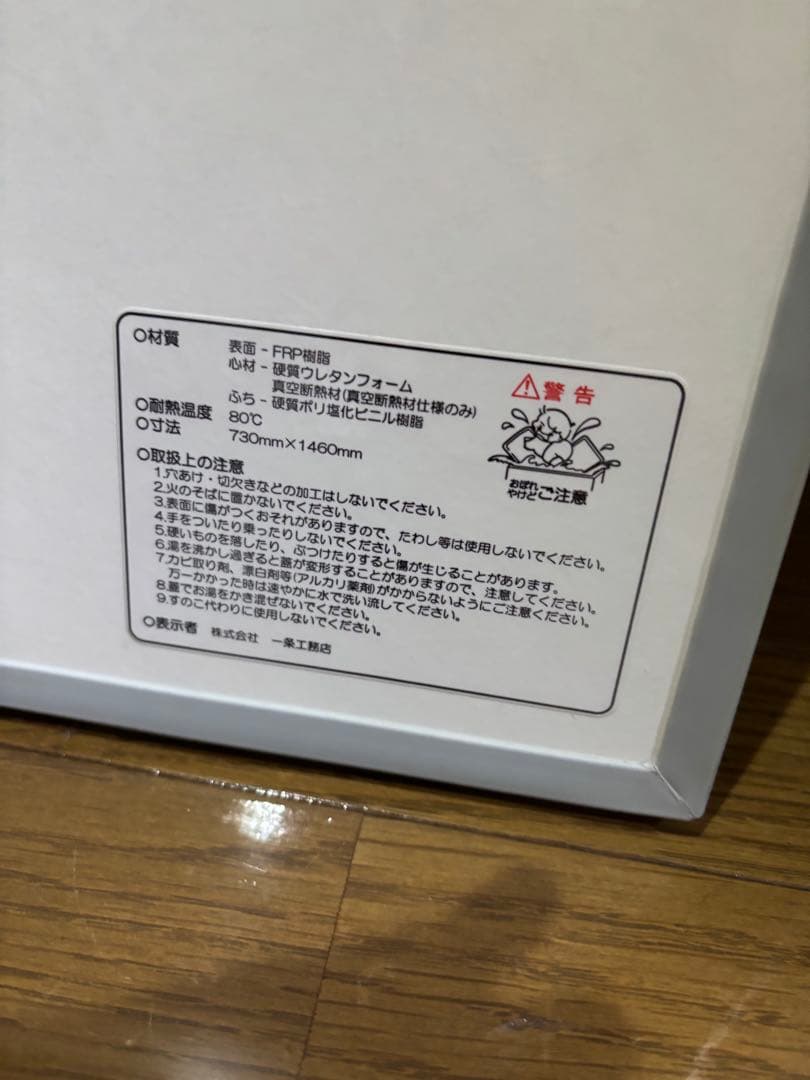 ○材質 表面 - FRP樹脂
心材 - 硬質ウレタンフォーム
真空断熱材(真空断熱材仕様のみ)
ふち - 硬質ポリ塩化ビニル樹脂
○耐熱温度 80℃
○寸法 730mm×1460mm
⚠警告
おぼれ
やけど ご注意
○取扱上の注意
1.穴あけ・切欠きなどの加工はしないでください。
2.火のそばに置かないでください。
3.表面に傷がつくおそれがありますので、たわし等は使用しないでください。
4.手をついたり乗ったりしないでください。
5.硬いものを落したり、ぶつけたりすると傷が生じることがあります。
6.湯を沸かし過ぎると蓋が変形することがありますので、注意してください。
7.カビ取り剤、漂白剤等(アルカリ薬剤)がかからないようにご注意ください。
万一かかった時は速やかに水で洗い流してください。
8.蓋でお湯をかき混ぜないでください。
9.すのこ代わりに使用しないでください。
○表示者 株式会社 一条工務店